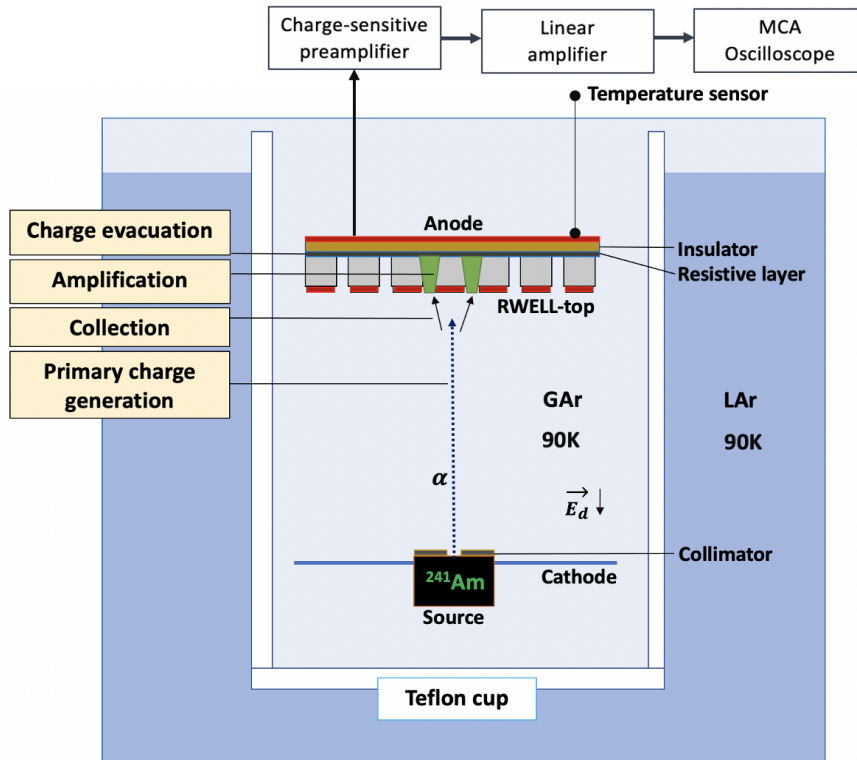 Charge-sensitive
preamplifier
Linear
amplifier
MCA
Oscilloscope
Temperature sensor
Anode
Charge evacuation
Insulator
Resistive layer
Amplification
RWELL-top
Collection
Primary charge
generation
GAr
LAr
90K
90K
α
E_d
Collimator
²⁴¹Am
Cathode
Source
Teflon cup